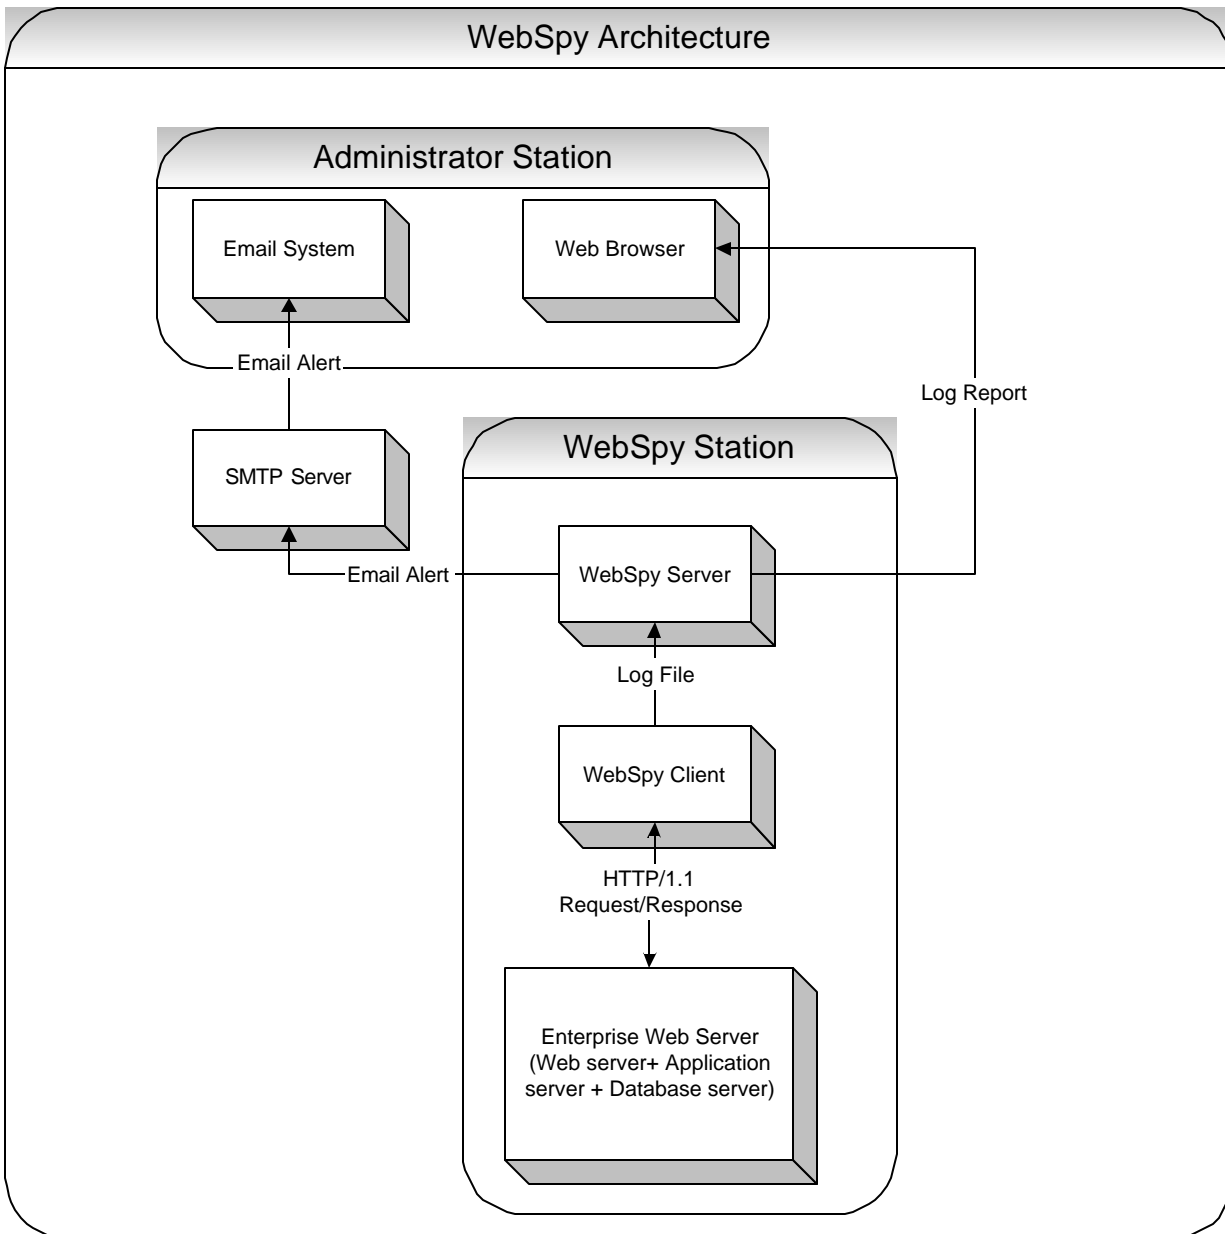 WebSpy Architecture
Administrator Station
Email System
Web Browser
Email Alert
Log Report
WebSpy Station
SMTP Server
Email Alert
WebSpy Server
Log File
WebSpy Client
HTTP/1.1
Request/Response
Enterprise Web Server
(Web server+ Application
server + Database server)